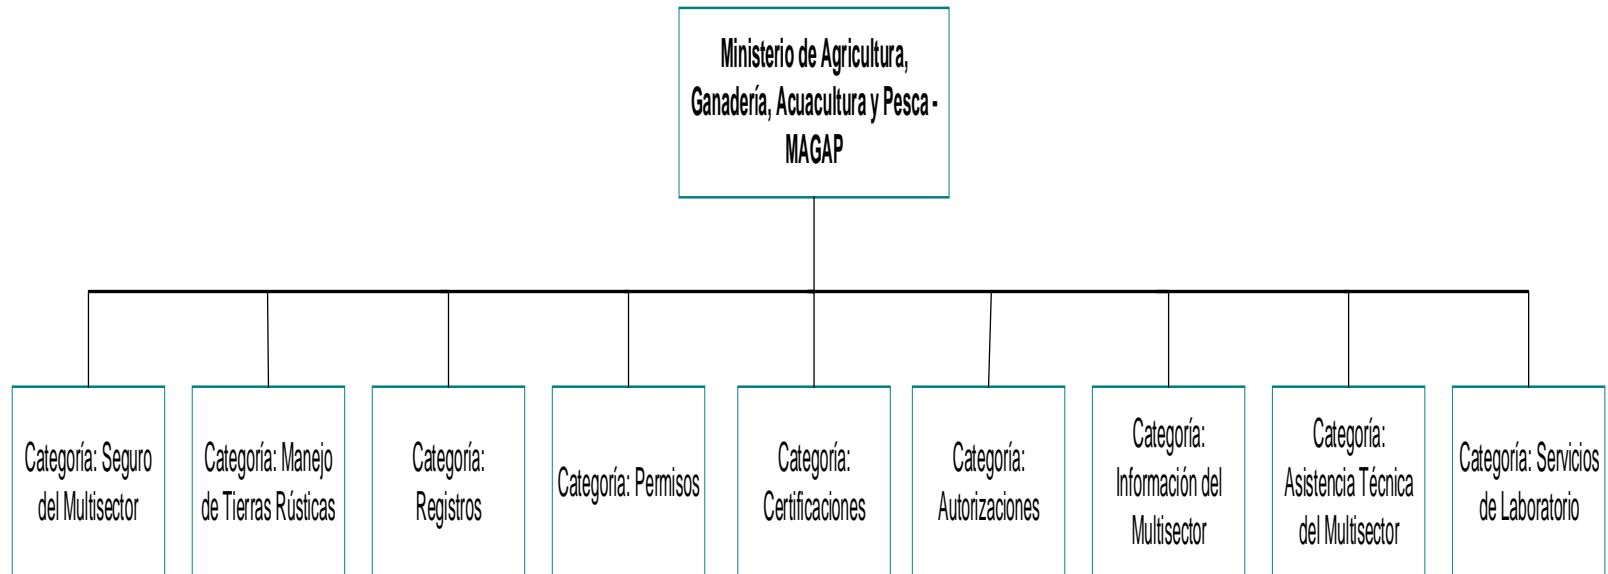 Ministerio de Agricultura,
Ganadería, Acuacultura y Pesca -
MAGAP
Categoría: Seguro
del Multisector
Categoría: Manejo
de Tierras Rústicas
Categoría:
Registros
Categoría: Permisos
Categoría:
Certificaciones
Categoría:
Autorizaciones
Categoría:
Información del
Multisector
Categoría:
Asistencia Técnica
del Multisector
Categoría: Servicios
de Laboratorio